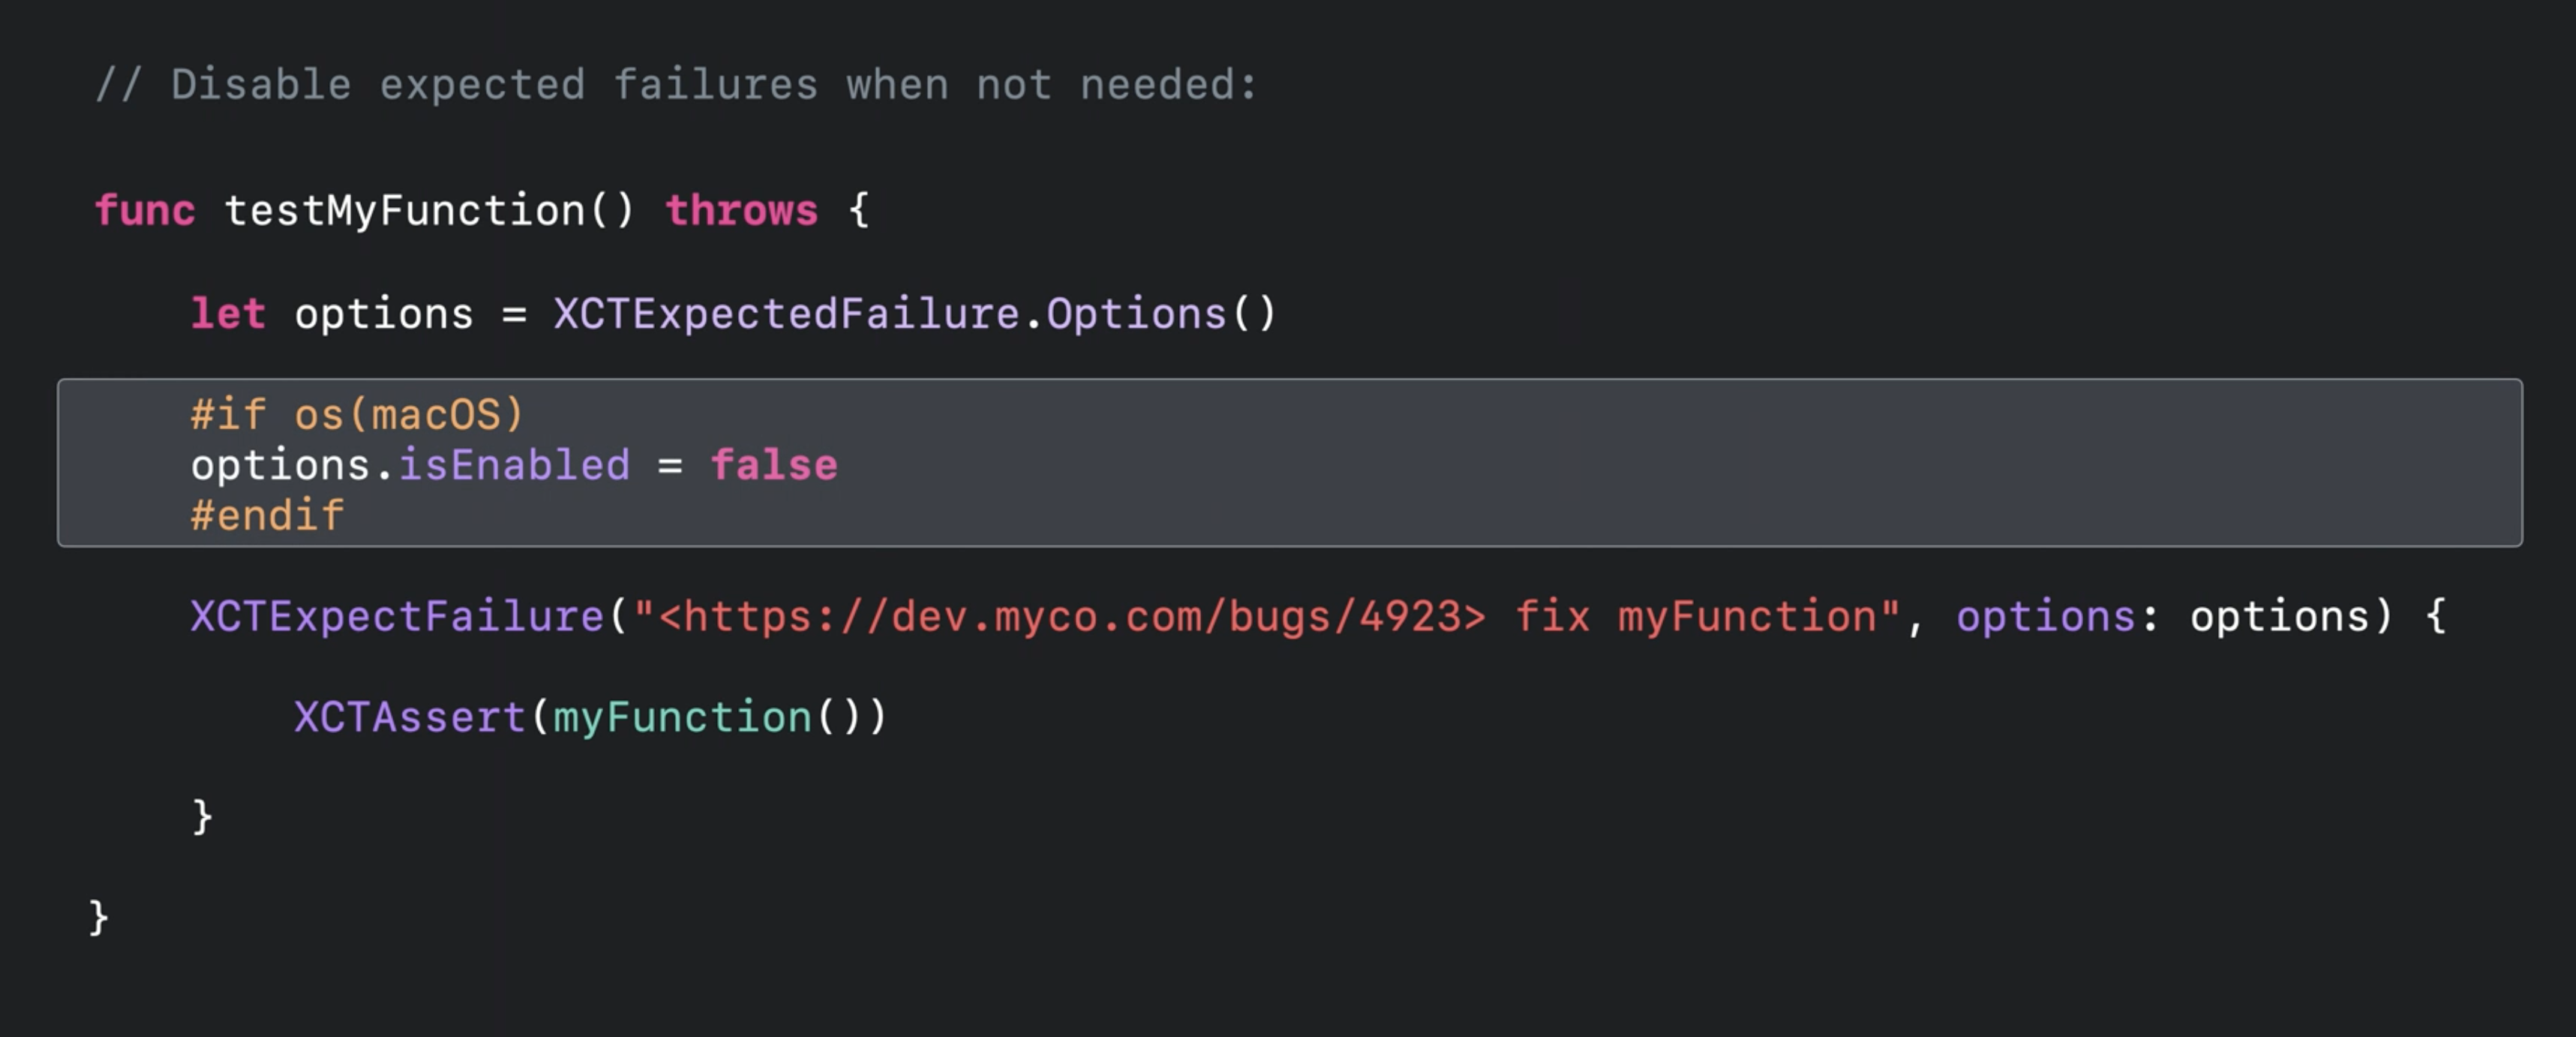 // Disable expected failures when not needed:
func testMyFunction() throws {
let options = XCTExpectedFailure.Options()
#if os(macOS)
options.isEnabled = false
#endif
XCTExpectFailure("<https://dev.myco.com/bugs/4923> fix myFunction", options: options) {
XCTAssert(myFunction())
}
}